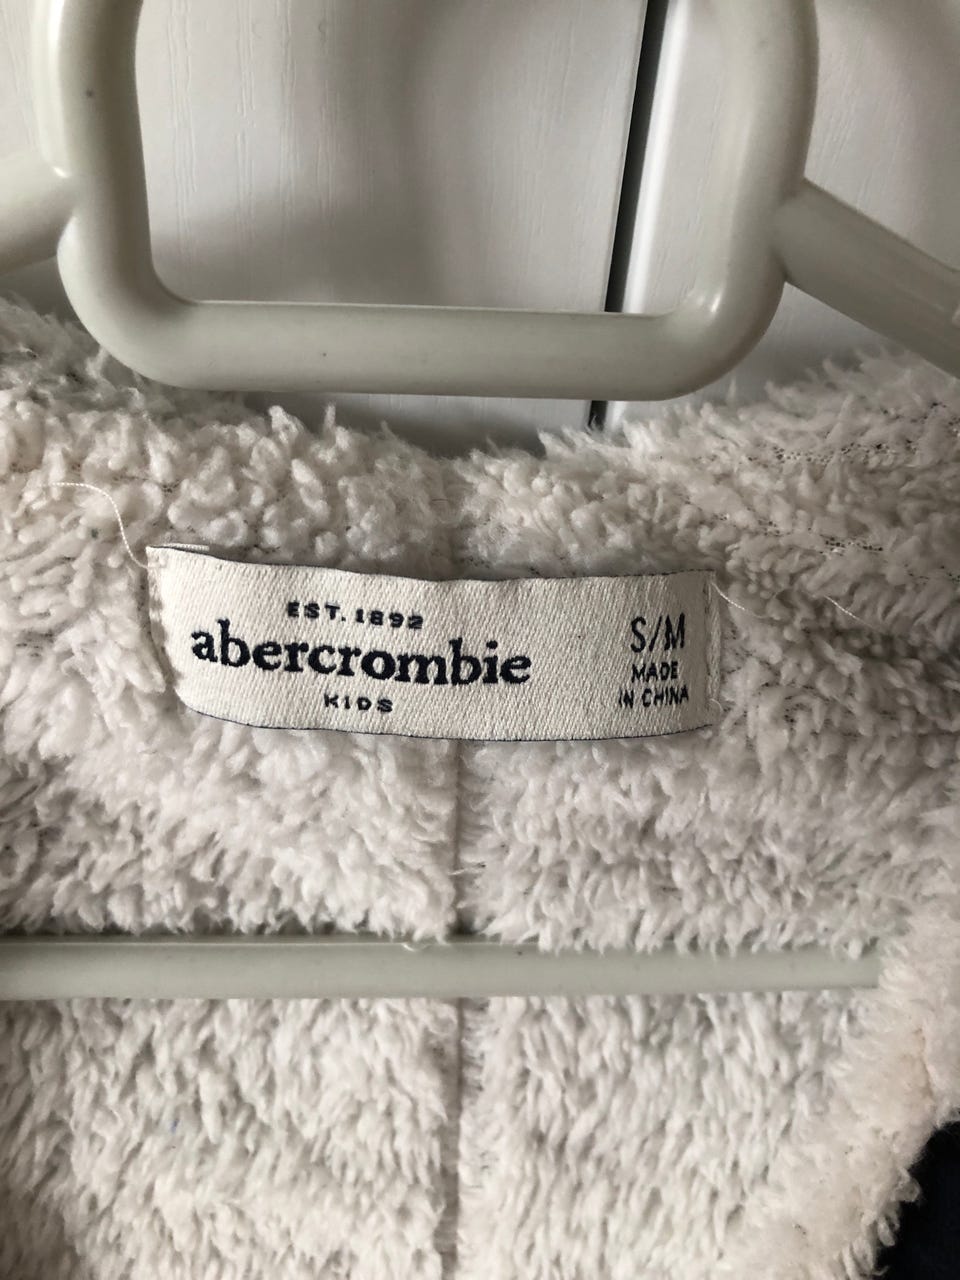 EST. 1892
abercrombie
KIDS
S/M
MADE
IN CHINA